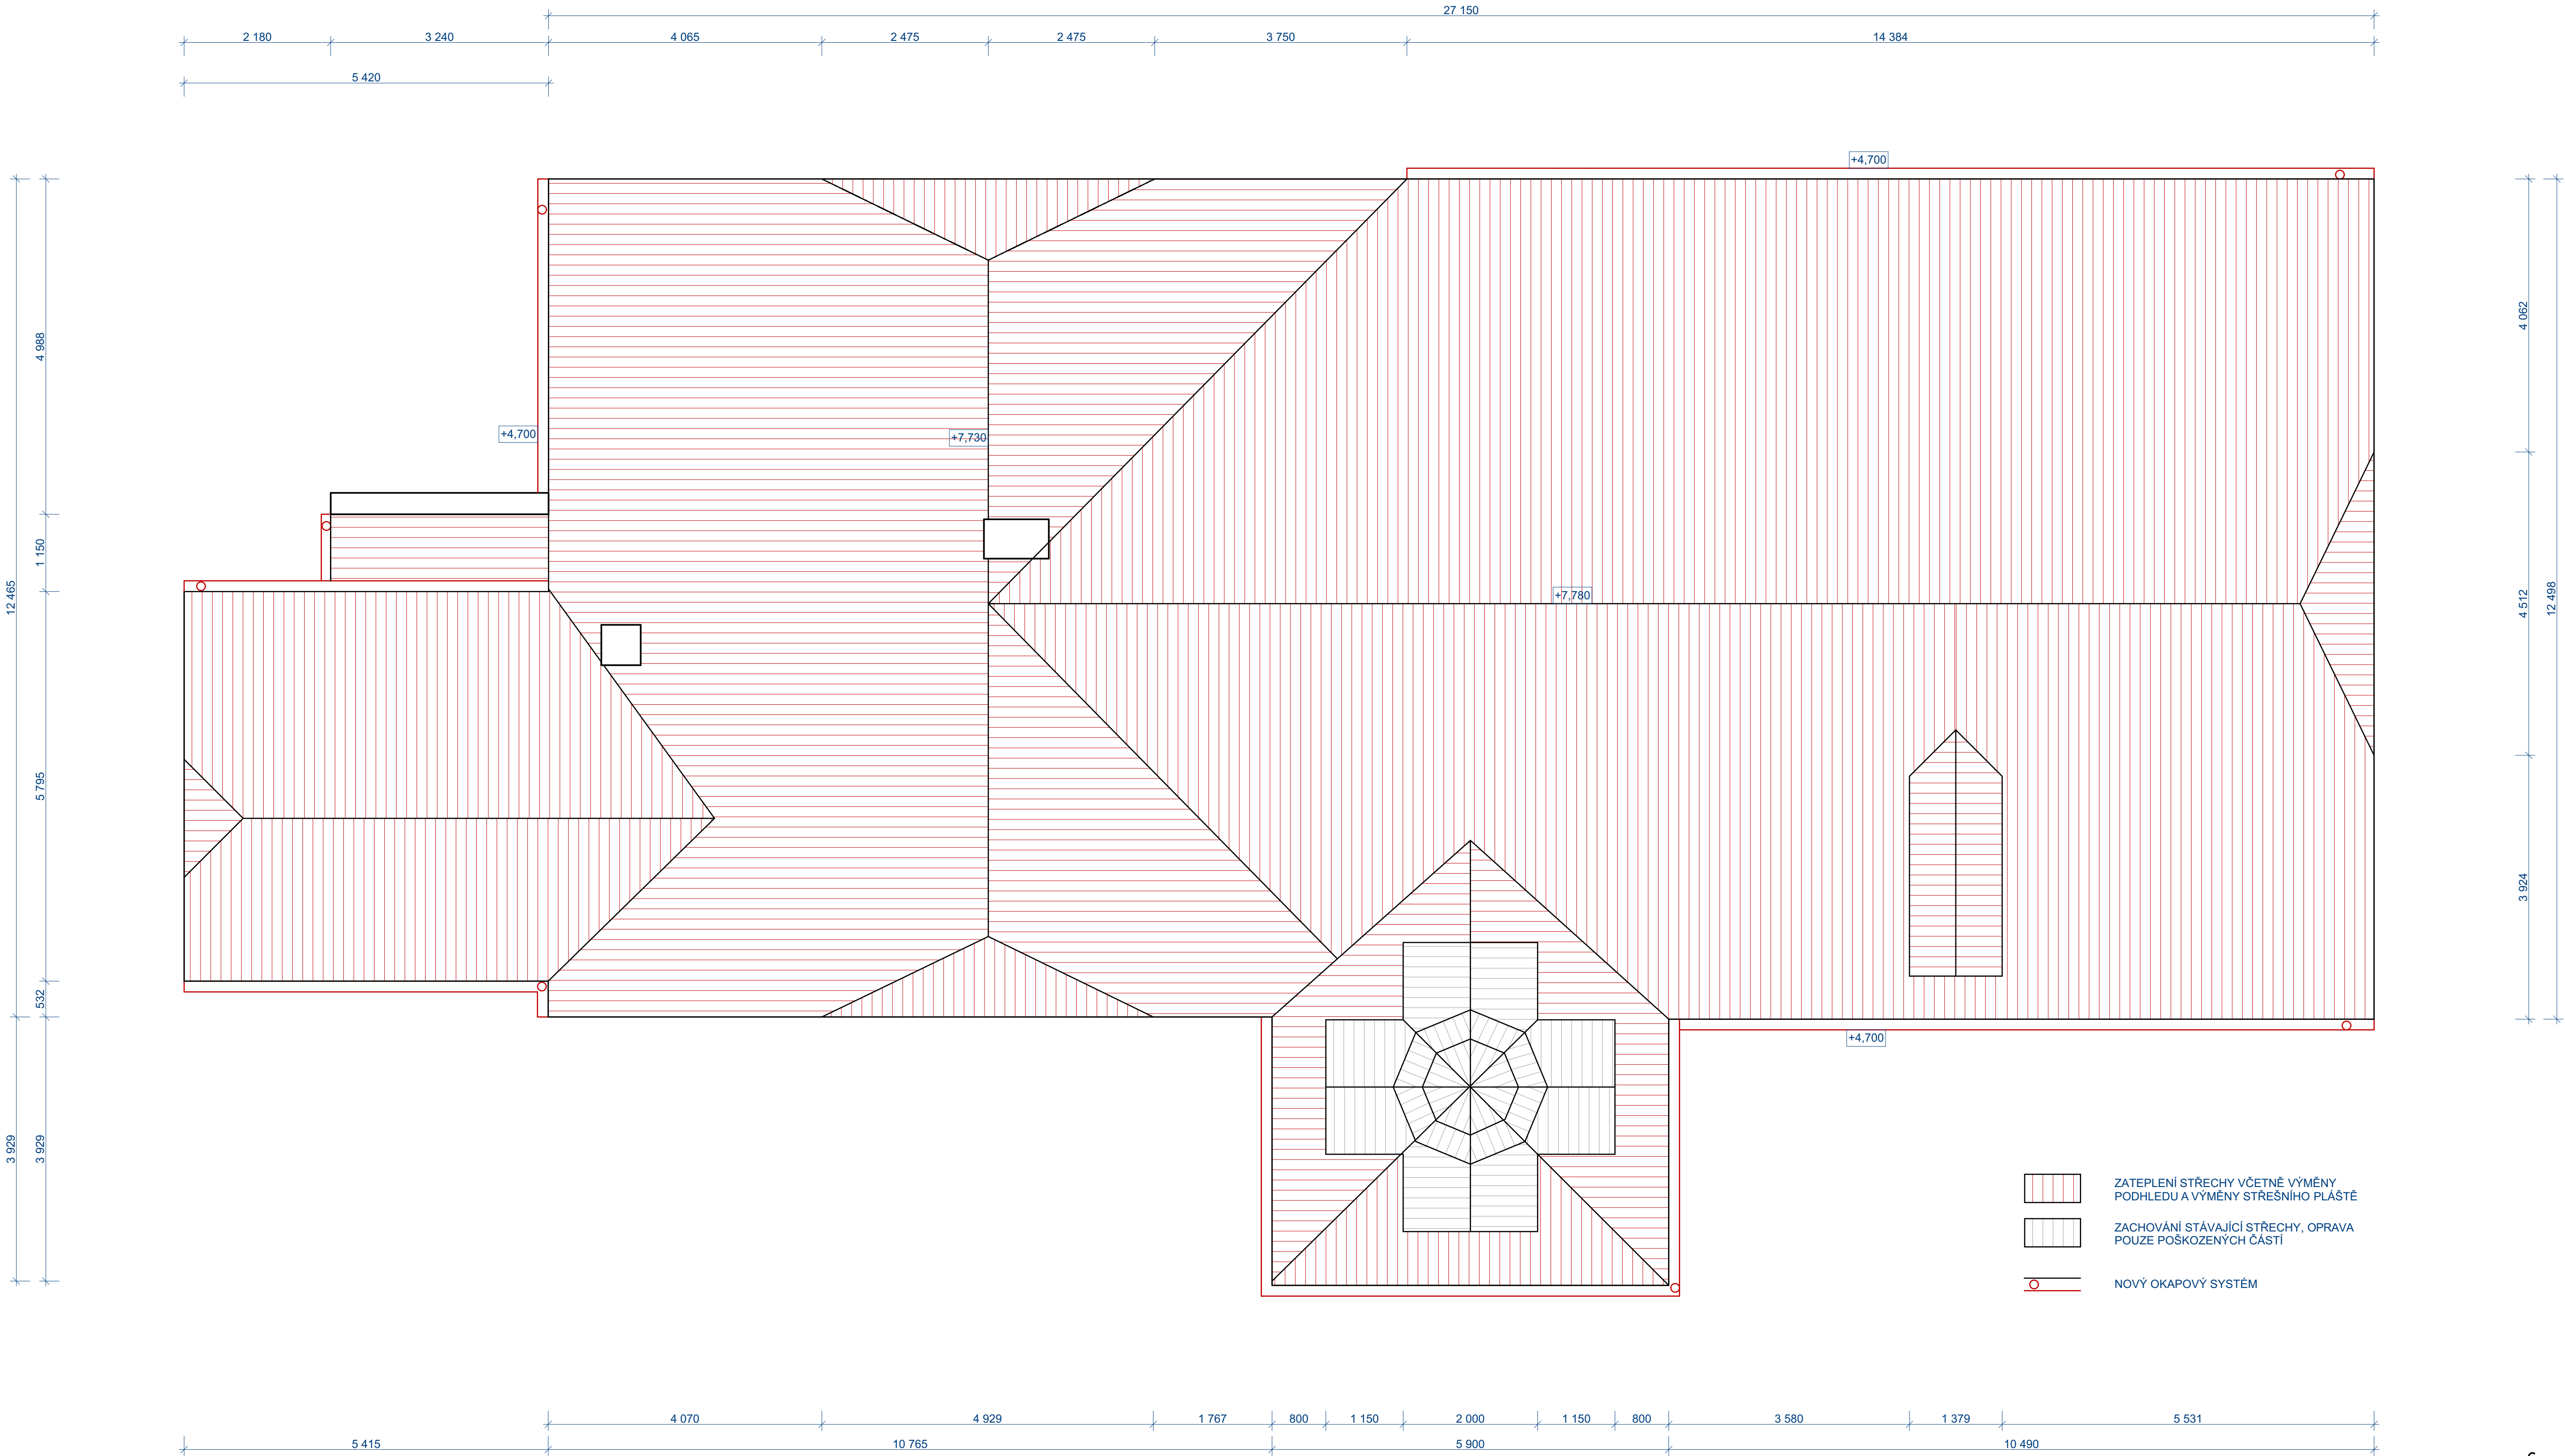 27 150
2 180 3 240 4 065 2 475 2 475 3 750 14 384
5 420
+4,700
4 062
4 988
+4,700
+7,730
1 150
12 465
+7,780
4 512
12 498
5 795
3 924
532
+4,700
3 929
3 929
ZATEPLENÍ STŘECHY VČETNĚ VÝMĚNY
PODHLEDU A VÝMĚNY STŘEŠNÍHO PLÁŠTĚ
ZACHOVÁNÍ STÁVAJÍCÍ STŘECHY, OPRAVA
POUZE POŠKOZENÝCH ČÁSTÍ
NOVÝ OKAPOVÝ SYSTÉM
4 070 4 929 1 767 800 1 150 2 000 1 150 800 3 580 1 379 5 531
5 415 10 765 5 900 10 490